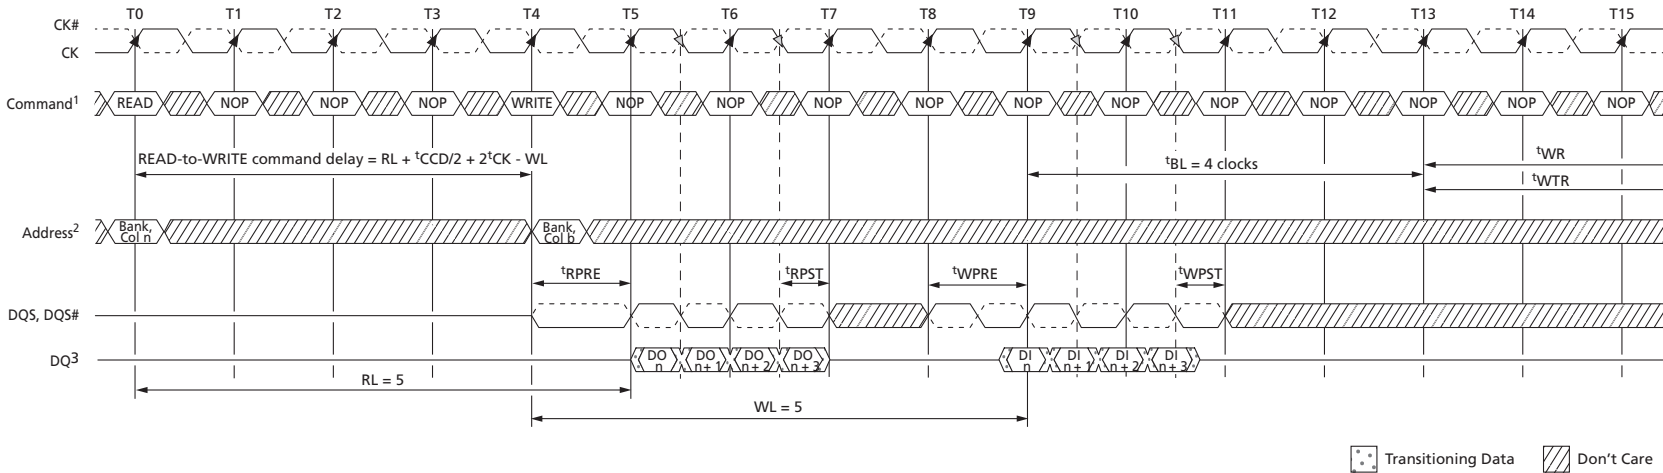 T0 T1 T2 T3 T4 T5 T6 T7 T8 T9 T10 T11 T12 T13 T14 T15
CK#
CK
Command1 READ NOP NOP NOP WRITE NOP NOP NOP NOP NOP NOP NOP NOP NOP NOP NOP
READ-to-WRITE command delay = RL + tCCD/2 + 2tCK - WL
tBL = 4 clocks
tWR
tWTR
Address2
Bank,
Col n
Bank,
Col b
tRPRE tRPST tWPRE tWPST
DQS, DQS#
DQ3
DO
n
DO
n + 1
DO
n + 2
DO
n + 3
DI
n
DI
n + 1
DI
n + 2
DI
n + 3
RL = 5
WL = 5
Transitioning Data
Don't Care